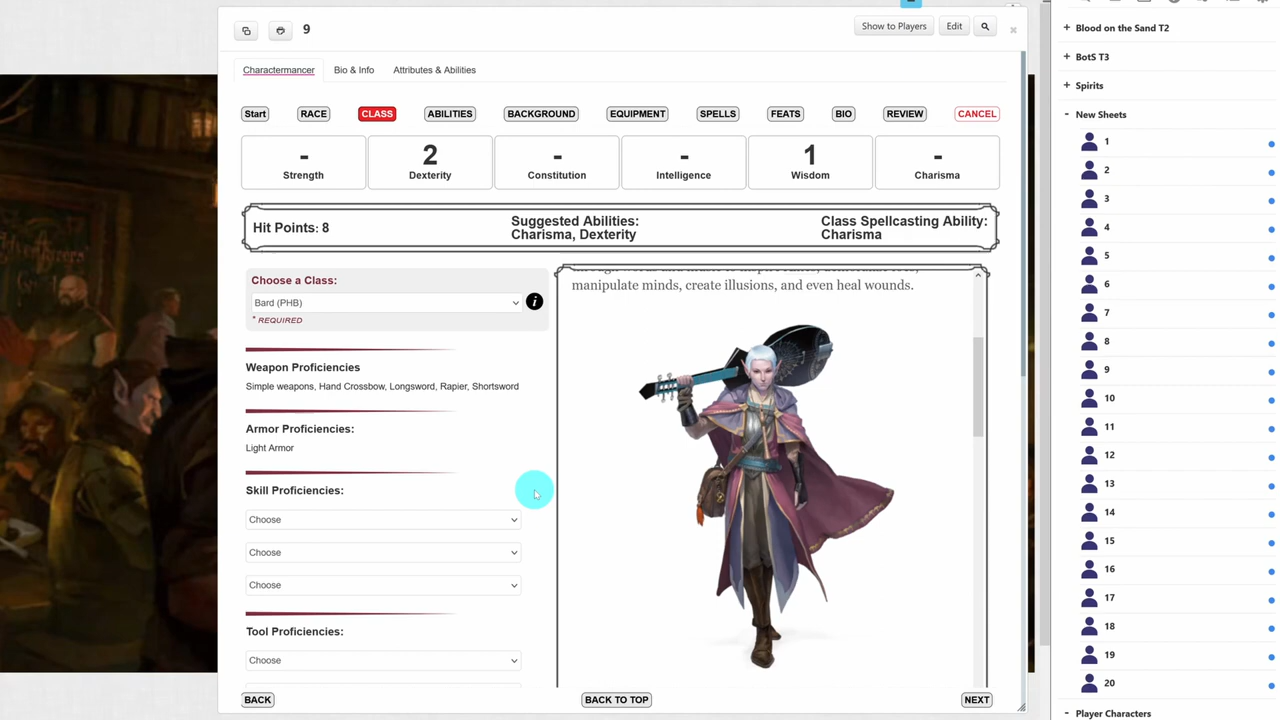 9
Show to Players
Edit
Charactermancer
Bio & Info
Attributes & Abilities
Start
RACE
CLASS
ABILITIES
BACKGROUND
EQUIPMENT
SPELLS
FEATS
BIO
REVIEW
CANCEL
-
Strength
2
Dexterity
-
Constitution
-
Intelligence
1
Wisdom
-
Charisma
Hit Points: 8
Suggested Abilities:
Charisma, Dexterity
Class Spellcasting Ability:
Charisma
Choose a Class:
Bard (PHB)
* REQUIRED
Weapon Proficiencies
Simple weapons, Hand Crossbow, Longsword, Rapier, Shortsword
Armor Proficiencies:
Light Armor
Skill Proficiencies:
Choose
Choose
Choose
Tool Proficiencies:
Choose
manipulate minds, create illusions, and even heal wounds.
BACK
BACK TO TOP
NEXT
+ Blood on the Sand T2
+ BotS T3
+ Spirits
- New Sheets
1
2
3
4
5
6
7
8
9
10
11
12
13
14
15
16
17
18
19
20
- Player Characters